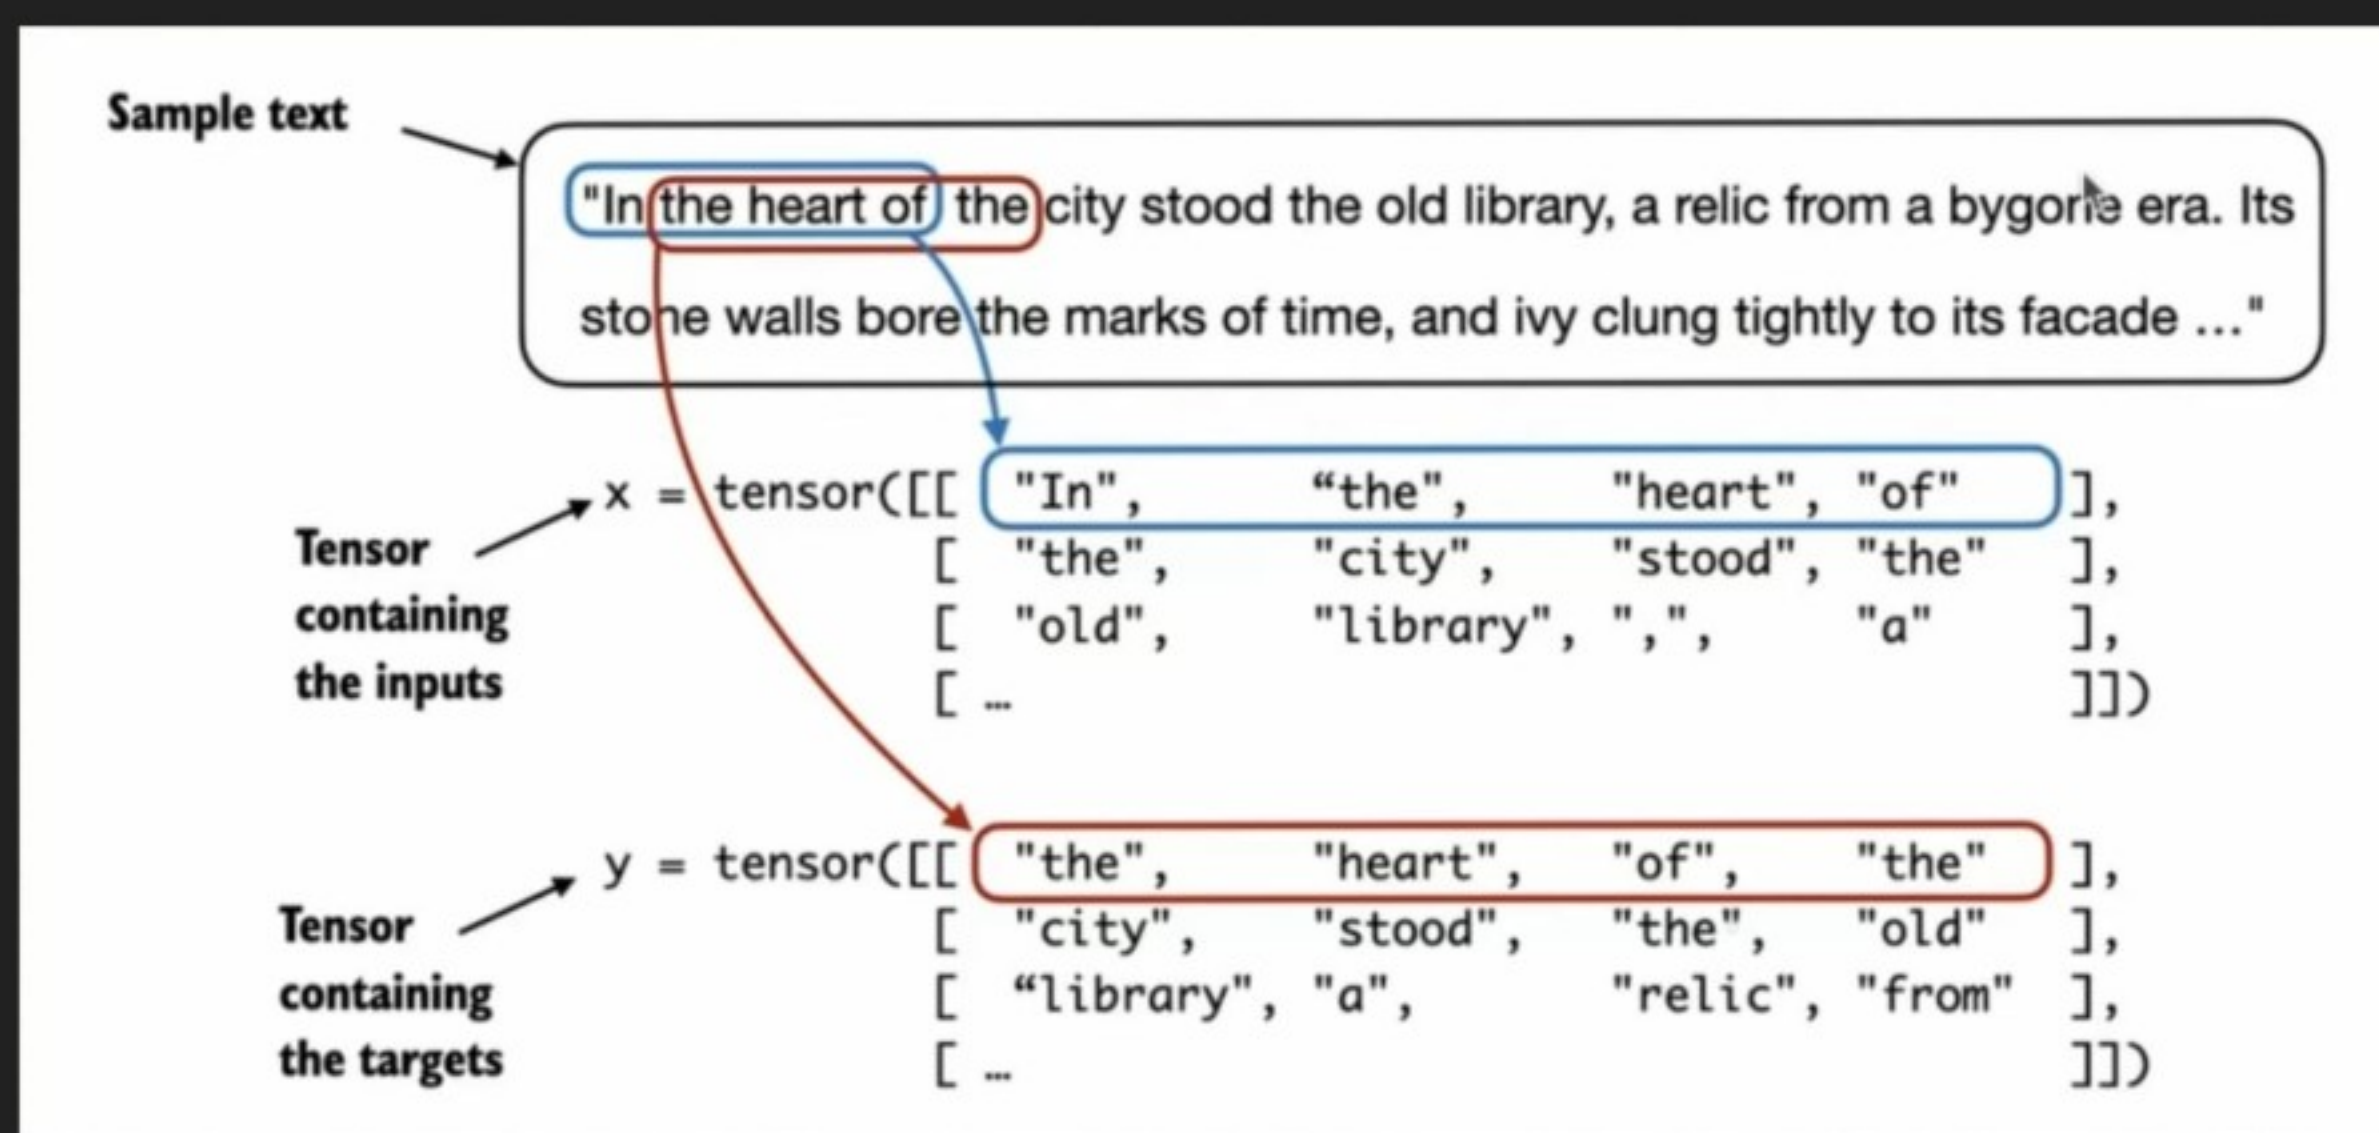 Sample text
"In the heart of the city stood the old library, a relic from a bygone era. Its
stone walls bore the marks of time, and ivy clung tightly to its facade ..."
x = tensor([[ "In", “the", "heart", "of" ],
[ "the", "city", "stood", "the" ],
[ "old", "library", ",", "a" ],
[ … ]])
Tensor
containing
the inputs
y = tensor([[ "the", "heart", "of", "the" ],
[ "city", "stood", "the", "old" ],
[ “library", "a", "relic", "from" ],
[ … ]])
Tensor
containing
the targets